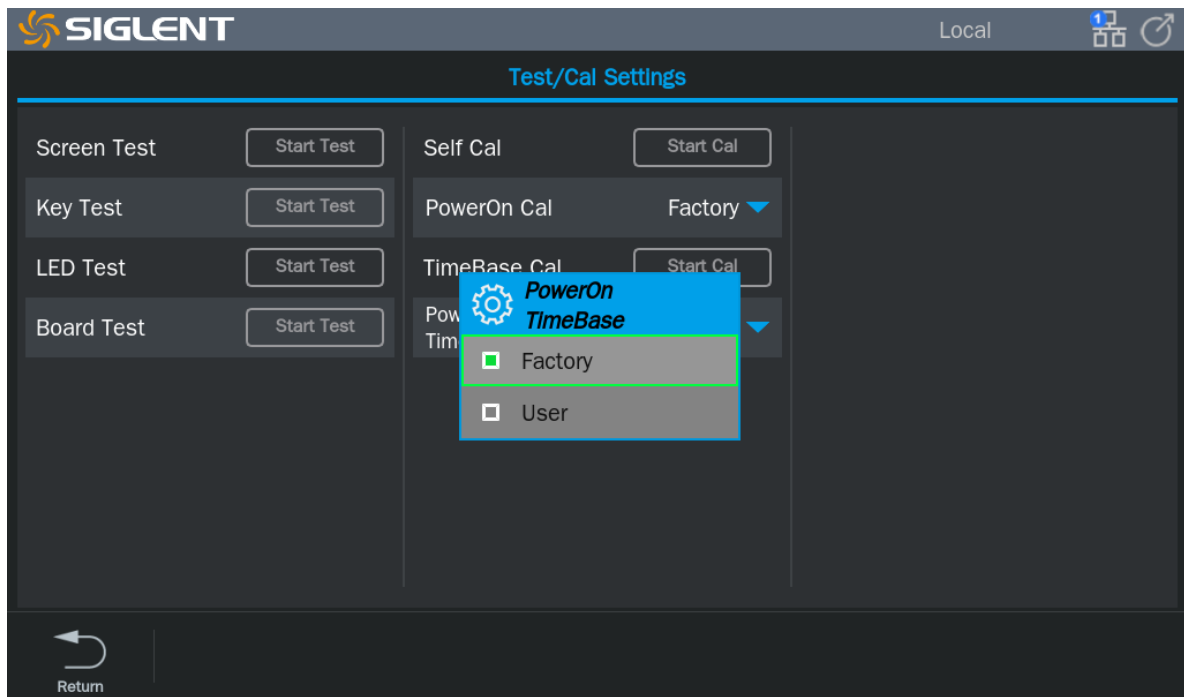 SIGLENT
Local
1
Test/Cal Settings
Screen Test
Start Test
Key Test
Start Test
LED Test
Start Test
Board Test
Start Test
Self Cal
Start Cal
PowerOn Cal
Factory
TimeBase Cal
Start Cal
Pow
Tim
PowerOn
TimeBase
Factory
User
Return